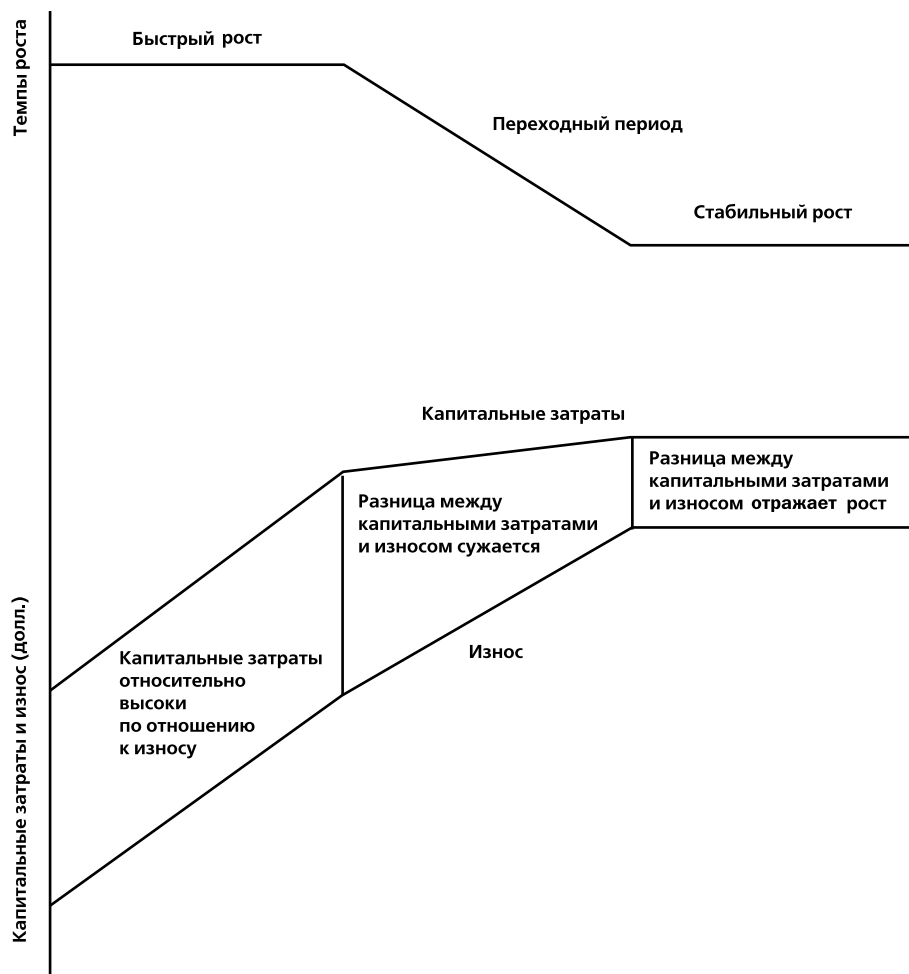 Темпы роста
Быстрый рост
Переходный период
Стабильный рост
Капитальные затраты
Разница между
капитальными затратами
и износом отражает рост
Разница между
капитальными затратами
и износом сужается
Износ
Капитальные затраты
относительно
высоки
по отношению
к износу
Капитальные затраты и износ (долл.)